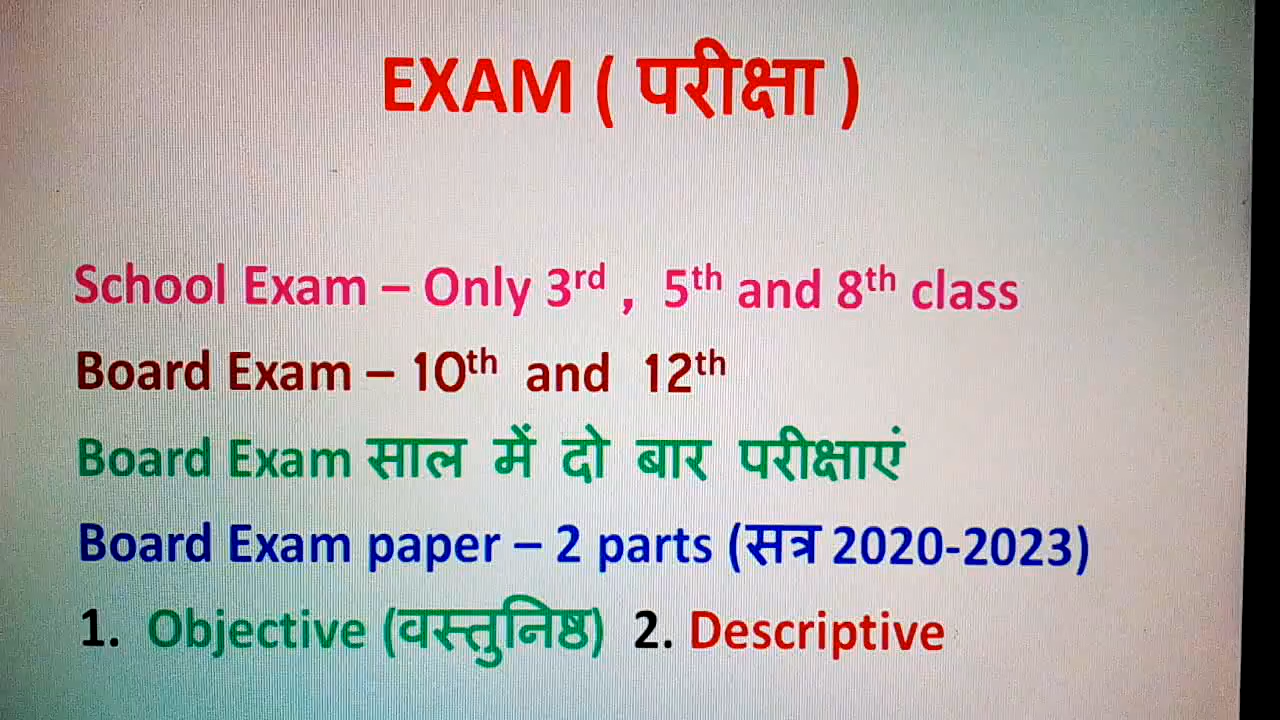 EXAM ( परीक्षा )
School Exam – Only 3rd , 5th and 8th class
Board Exam – 10th and 12th
Board Exam साल में दो बार परीक्षाएं
Board Exam paper – 2 parts (सत्र 2020-2023)
1. Objective (वस्तुनिष्ठ) 2. Descriptive